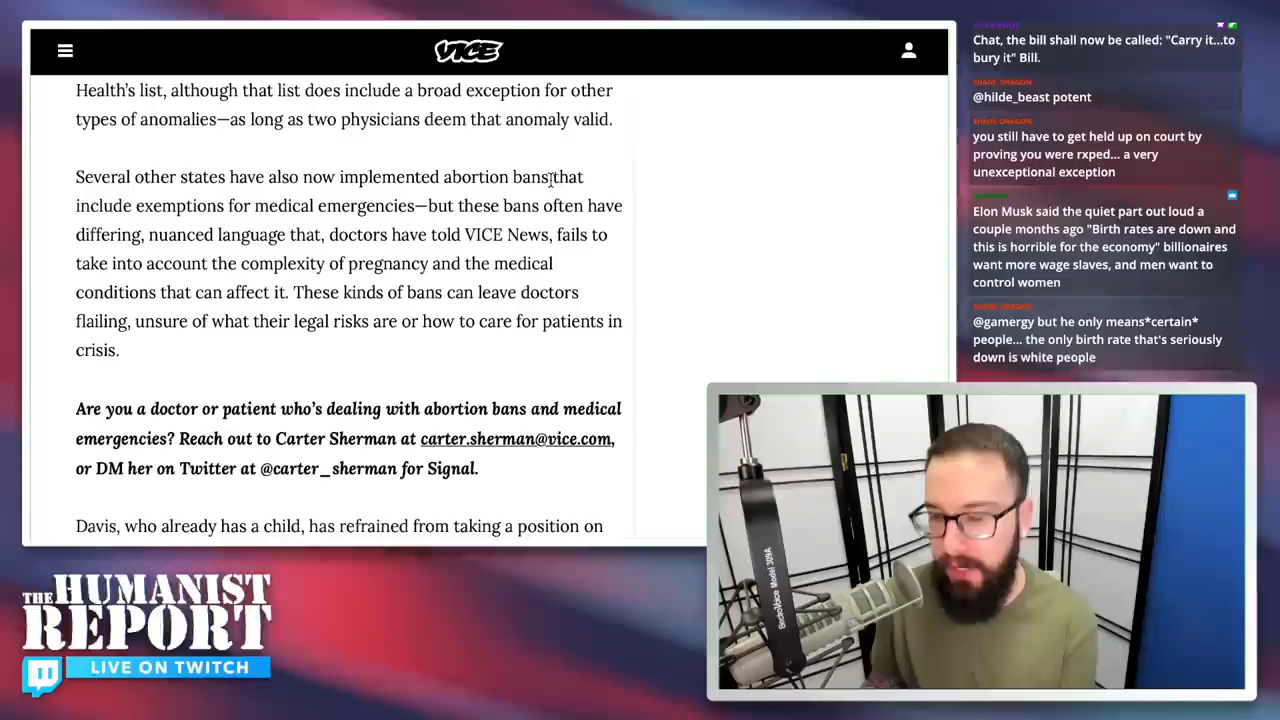 VICE
Health's list, although that list does include a broad exception for other
types of anomalies—as long as two physicians deem that anomaly valid.
Several other states have also now implemented abortion bans that
include exemptions for medical emergencies—but these bans often have
differing, nuanced language that, doctors have told VICE News, fails to
take into account the complexity of pregnancy and the medical
conditions that can affect it. These kinds of bans can leave doctors
flailing, unsure of what their legal risks are or how to care for patients in
crisis.
Are you a doctor or patient who's dealing with abortion bans and medical
emergencies? Reach out to Carter Sherman at carter.sherman@vice.com,
or DM her on Twitter at @carter_sherman for Signal.
Davis, who already has a child, has refrained from taking a position on
Chat, the bill shall now be called: "Carry it...to
bury it" Bill.
SHADE_DRAGON
@hilde_beast potent
SHADE_DRAGON
you still have to get held up on court by
proving you were rxped... a very
unexceptional exception
Elon Musk said the quiet part out loud a
couple months ago "Birth rates are down and
this is horrible for the economy" billionaires
want more wage slaves, and men want to
control women
SHADE_DRAGON
@gamergy but he only means*certain*
people... the only birth rate that's seriously
down is white people
THE HUMANIST
REPORT
LIVE ON TWITCH
BackoVoice Model 309A